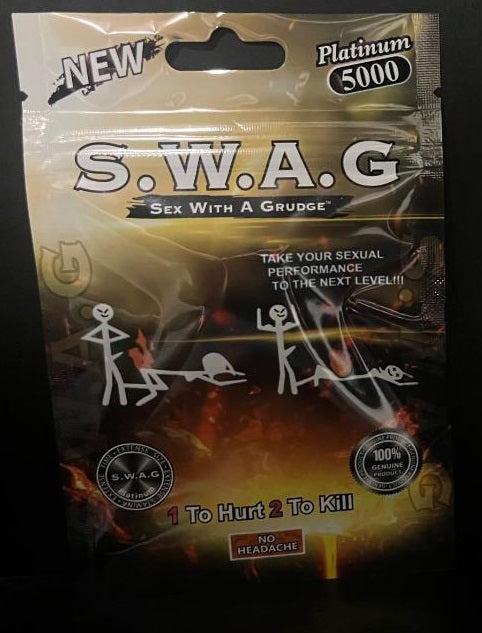 NEW
Platinum
5000
S.W.A.G
SEX WITH A GRUDGE™
TAKE YOUR SEXUAL
PERFORMANCE
TO THE NEXT LEVEL!!!
S.W.A.G
Platinum
100%
GENUINE
PRODUCT
1 To Hurt 2 To Kill
NO
HEADACHE